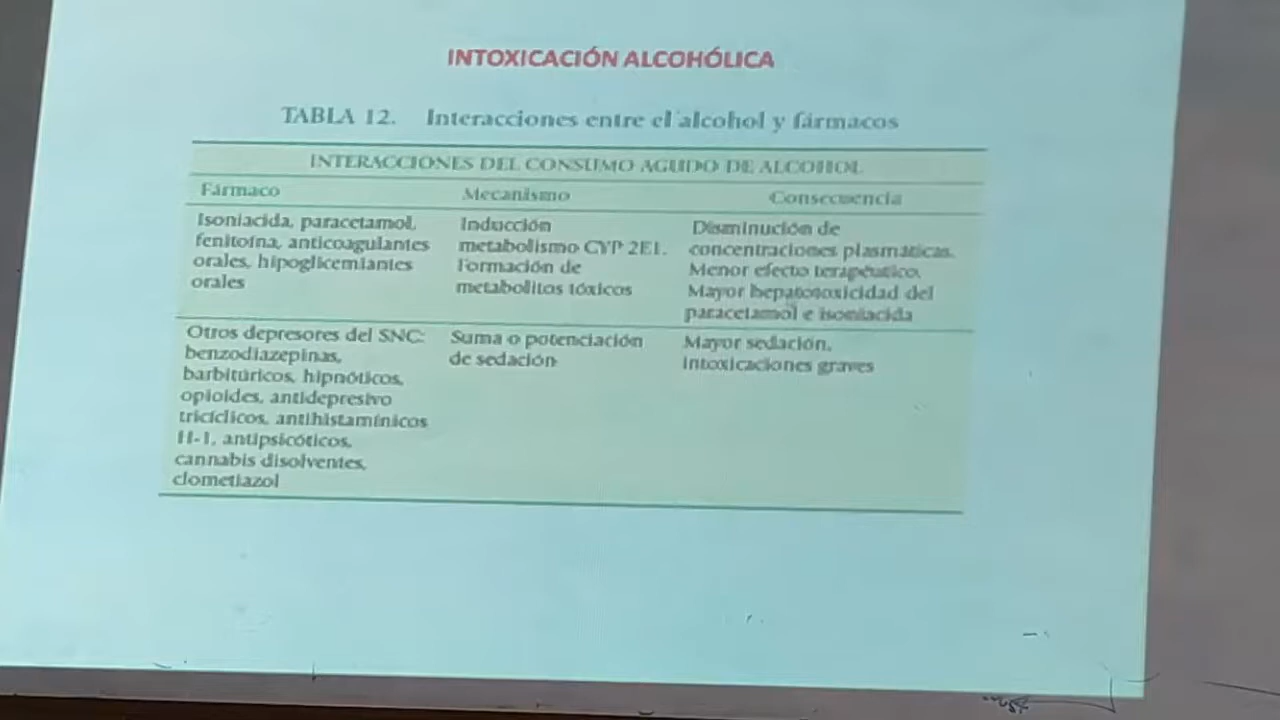 INTOXICACIÓN ALCOHÓLICA
TABLA 12. Interacciones entre el alcohol y fármacos
INTERACCIONES DEL CONSUMO AGUDO DE ALCOHOL
Fármaco Mecanismo Consecuencia
Isoniacida, paracetamol,
fenitoína, anticoagulantes
orales, hipoglicemiantes
orales
Inducción
metabolismo CYP 2E1.
Formación de
metabolitos tóxicos
Disminución de
concentraciones plasmáticas.
Menor efecto terapéutico.
Mayor hepatotoxicidad del
paracetamol e isoniacida
Otros depresores del SNC:
benzodiazepinas,
barbitúricos, hipnóticos,
opioides, antidepresivo
tricíclicos, antihistamínicos
H-1, antipsicóticos,
cannabis disolventes,
clometiazol
Suma o potenciación
de sedación
Mayor sedación,
intoxicaciones graves